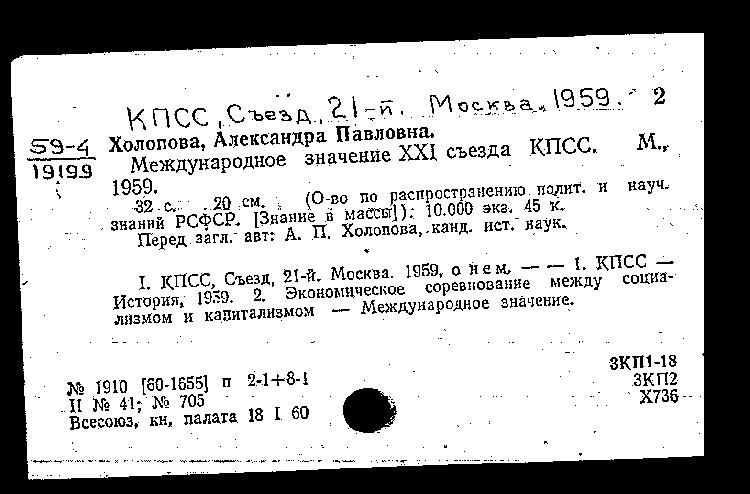 КПСС, Съезд, 21-й. Москва. 1959. 2
59-4
19199
Холопова, Александра Павловна.
Международное значение XXI съезда КПСС. М.,
1959.
32 с. 20 см. (О-во по распространению полит. и науч.
знаний РСФСР. [Знание в массы]). 10.000 экз. 45 к.
Перед загл. авт: А. П. Холопова, канд. ист. наук.
I. КПСС, Съезд, 21-й. Москва. 1959, о нем. — — 1. КПСС —
История, 1959. 2. Экономическое соревнование между социа-
лизмом и капитализмом — Международное значение.
№ 1910 [60-1655] п 2-1+8-1
II № 41; № 705
Всесоюз. кн. палата 18 I 60
3КП1-18
3КП2
Х736